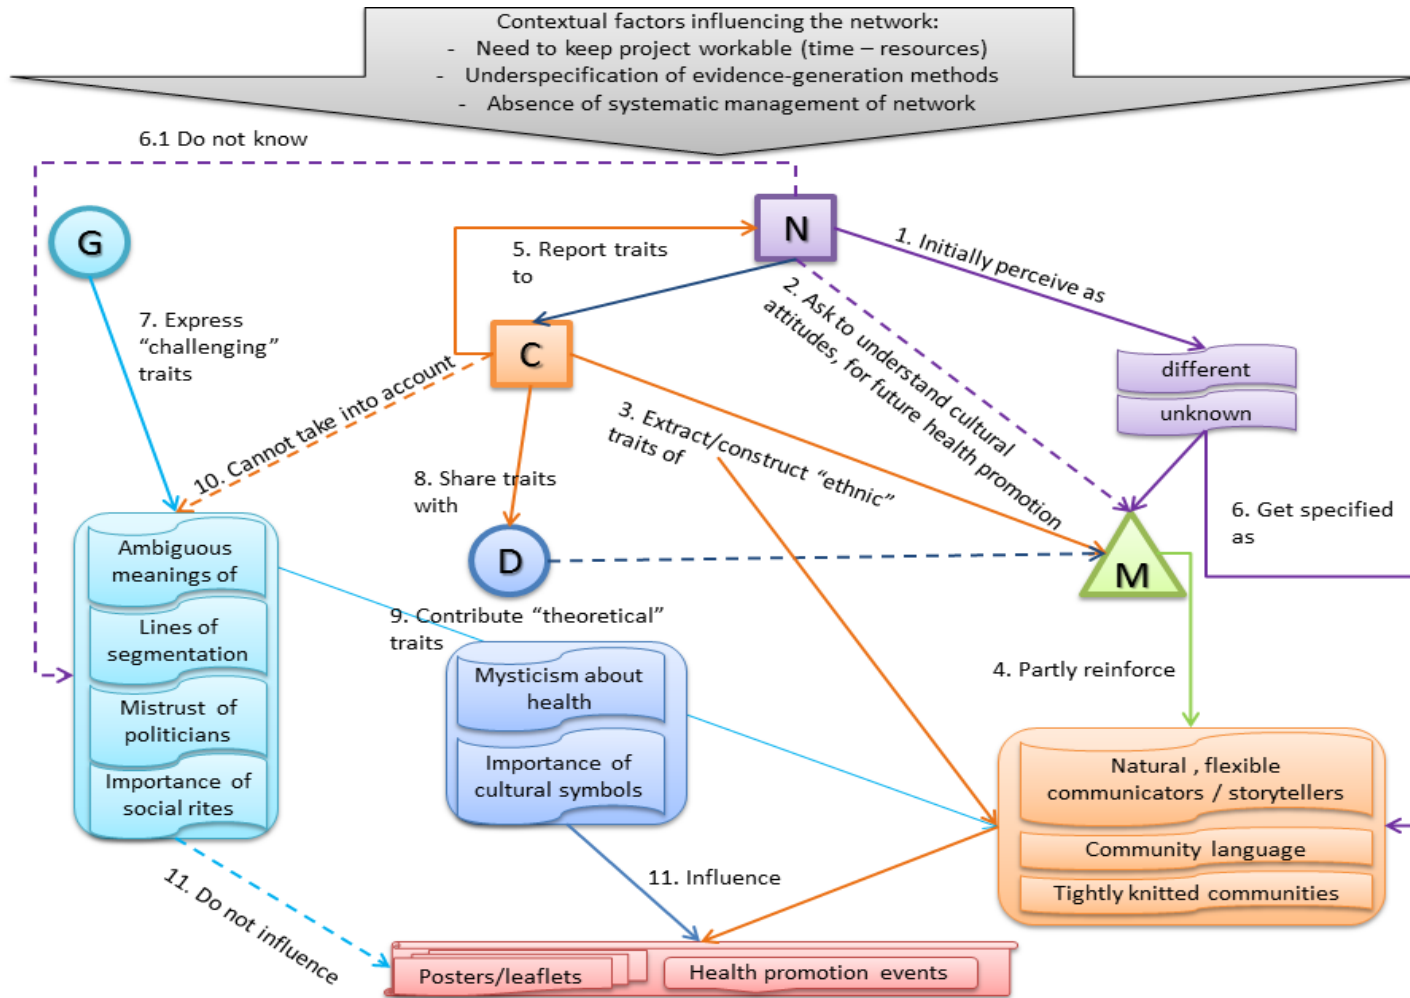 Contextual factors influencing the network:
- Need to keep project workable (time – resources)
- Underspecification of evidence-generation methods
- Absence of systematic management of network
6.1 Do not know
N
G
5. Report traits
to
1. Initially perceive as
2. Ask to understand cultural
attitudes, for future health promotion
7. Express
“challenging”
traits
C
different
unknown
10. Cannot take into account
3. Extract/construct “ethnic”
traits of
8. Share traits
with
6. Get specified
as
D
M
Ambiguous
meanings of
Lines of
segmentation
Mistrust of
politicians
Importance of
social rites
9. Contribute “theoretical”
traits
Mysticism about
health
Importance of
cultural symbols
4. Partly reinforce
Natural , flexible
communicators / storytellers
Community language
Tightly knitted communities
11. Do not influence
11. Influence
Posters/leaflets
Health promotion events